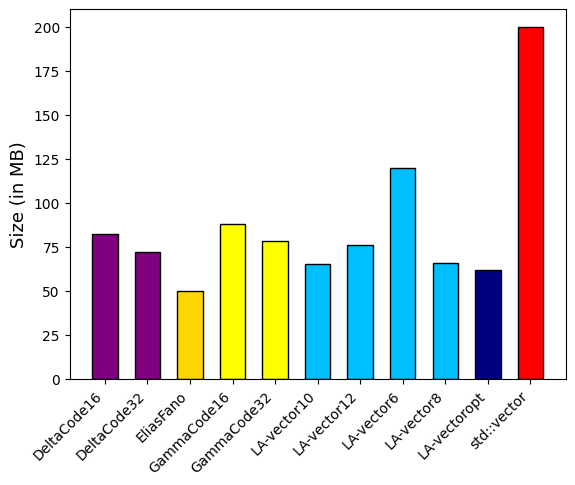 Size (in MB)
200
175
150
125
100
75
50
25
0
DeltaCode16
DeltaCode32
EliasFano
GammaCode16
GammaCode32
LA-vector10
LA-vector12
LA-vector6
LA-vector8
LA-vectoropt
std::vector